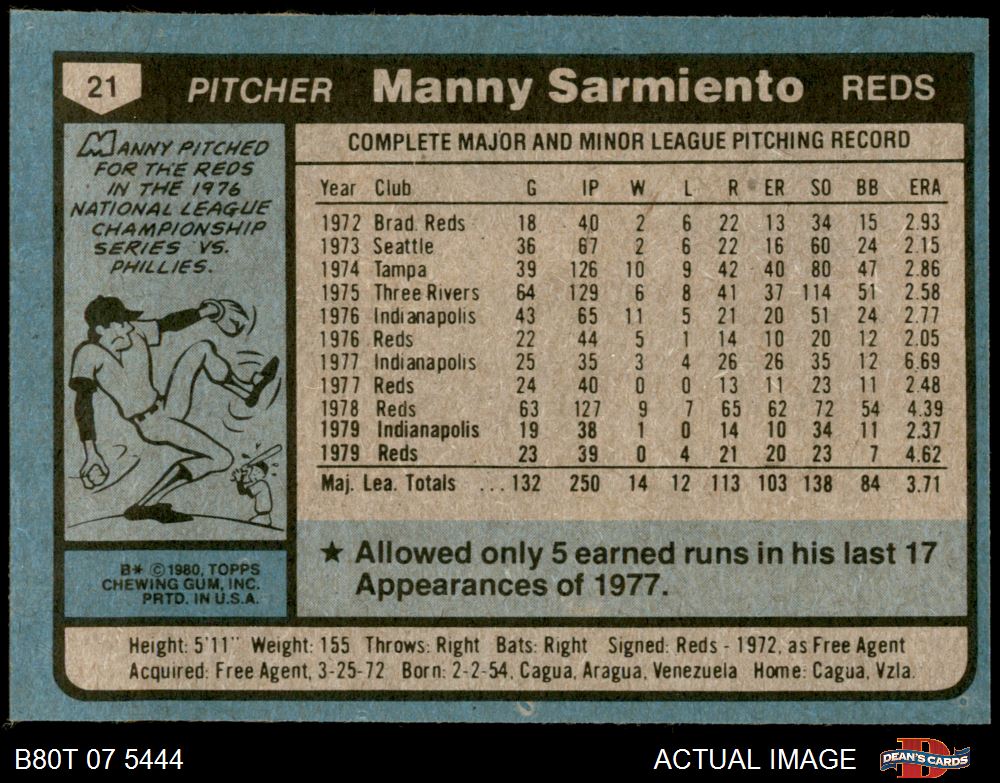 21 PITCHER Manny Sarmiento REDS
MANNY PITCHED
FOR THE REDS
IN THE 1976
NATIONAL LEAGUE
CHAMPIONSHIP
SERIES VS.
PHILLIES.
B* ©1980, TOPPS
CHEWING GUM, INC.
PRTD. IN U.S.A.
COMPLETE MAJOR AND MINOR LEAGUE PITCHING RECORD
Year Club G IP W L R ER SO BB ERA
1972 Brad. Reds 18 40 2 6 22 13 34 15 2.93
1973 Seattle 36 67 2 6 22 16 60 24 2.15
1974 Tampa 39 126 10 9 42 40 80 47 2.86
1975 Three Rivers 64 129 6 8 41 37 114 51 2.58
1976 Indianapolis 43 65 11 5 21 20 51 24 2.77
1976 Reds 22 44 5 1 14 10 20 12 2.05
1977 Indianapolis 25 35 3 4 26 26 35 12 6.69
1977 Reds 24 40 0 0 13 11 23 11 2.48
1978 Reds 63 127 9 7 65 62 72 54 4.39
1979 Indianapolis 19 38 1 0 14 10 34 11 2.37
1979 Reds 23 39 0 4 21 20 23 7 4.62
Maj. Lea. Totals ... 132 250 14 12 113 103 138 84 3.71
★ Allowed only 5 earned runs in his last 17
Appearances of 1977.
Height: 5'11" Weight: 155 Throws: Right Bats: Right Signed: Reds - 1972, as Free Agent
Acquired: Free Agent, 3-25-72 Born: 2-2-54, Cagua, Aragua, Venezuela Home: Cagua, Vzla.
B80T 07 5444 ACTUAL IMAGE DEAN'S CARDS